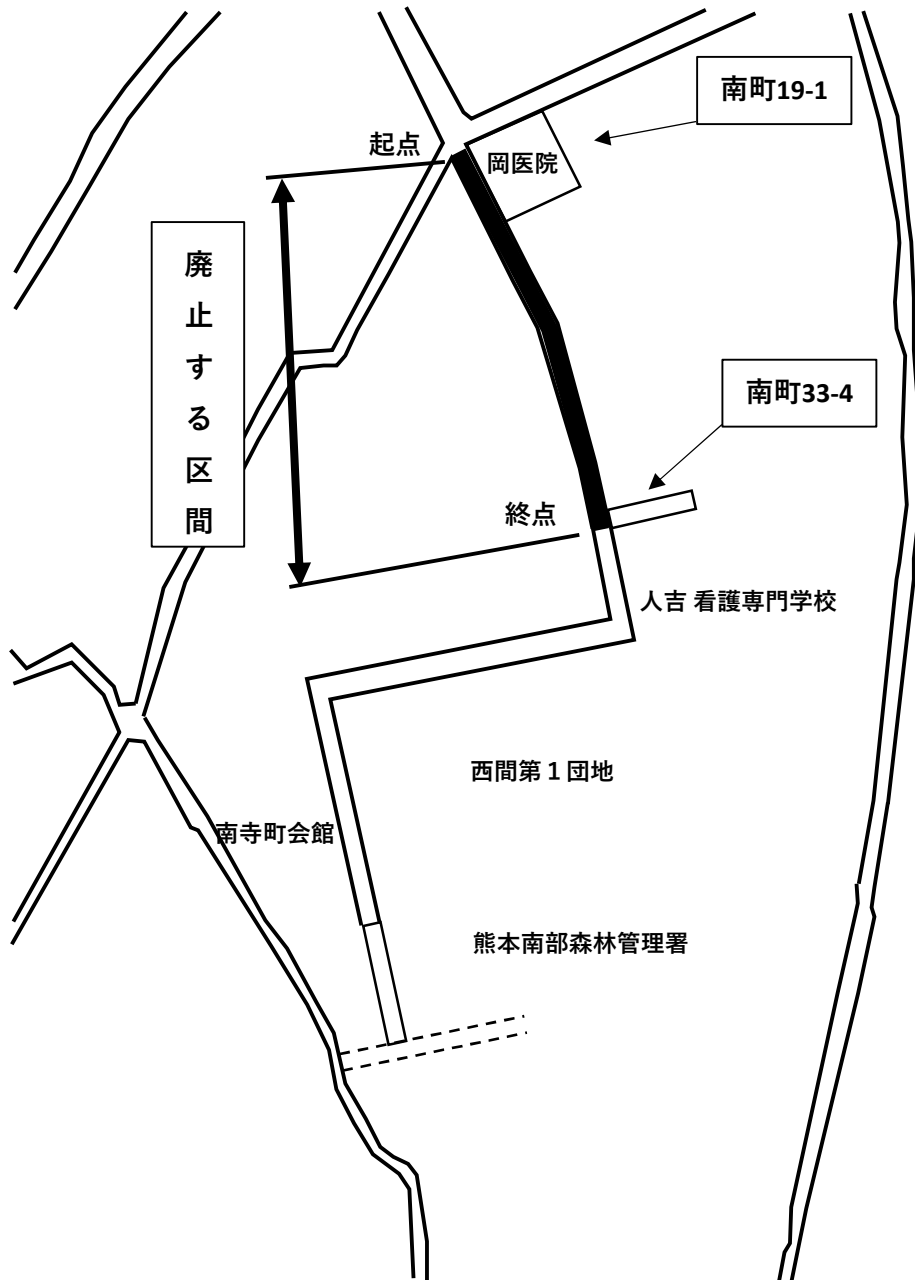 南町19-1
起点
岡医院
廃止する区間
南町33-4
終点
人吉 看護専門学校
西間第1団地
南寺町会館
熊本南部森林管理署